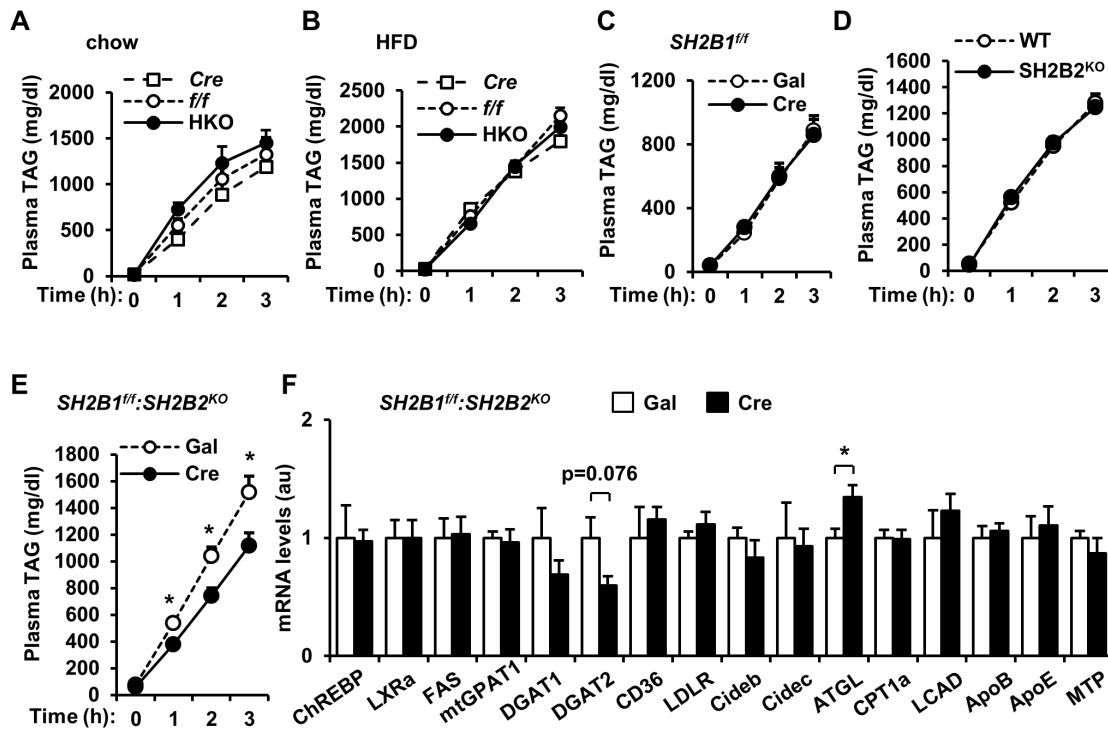 A
chow
Cre
f/f
HKO
Plasma TAG (mg/dl)
2000
1500
1000
500
0
Time (h): 0 1 2 3
B
HFD
Cre
f/f
HKO
Plasma TAG (mg/dl)
2500
2000
1500
1000
500
0
Time (h): 0 1 2 3
C
SH2B1f/f
Gal
Cre
Plasma TAG (mg/dl)
1200
800
400
0
Time (h): 0 1 2 3
D
WT
SH2B2KO
Plasma TAG (mg/dl)
1600
1400
1200
1000
800
600
400
200
0
Time (h): 0 1 2 3
E
SH2B1f/f:SH2B2KO
Gal
Cre
Plasma TAG (mg/dl)
1800
1600
1400
1200
1000
800
600
400
200
0
* * *
Time (h): 0 1 2 3
F
SH2B1f/f:SH2B2KO
Gal Cre
mRNA levels (au)
2
1
0
p=0.076
*
ChREBP LXRa FAS mtGPAT1 DGAT1 DGAT2 CD36 LDLR Cideb Cidec ATGL CPT1a LCAD ApoB ApoE MTP